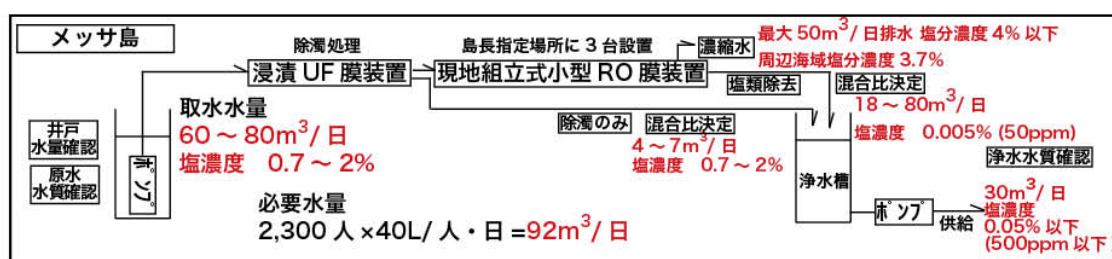 メッサ島
除濁処理
浸漬 UF 膜装置
島長指定場所に 3 台設置
現地組立式小型 RO 膜装置
濃縮水
最大 50m³/日排水 塩分濃度 4% 以下
周辺海域塩分濃度 3.7%
塩類除去
混合比決定
18 ～ 80m³/日
塩濃度 0.005% (50ppm)
取水水量
60 ～ 80m³/日
塩濃度 0.7 ～ 2%
井戸
水量確認
原水
水質確認
ポンプ
除濁のみ
混合比決定
4 ～ 7m³/日
塩濃度 0.7 ～ 2%
浄水槽
浄水水質確認
ポンプ
供給
30m³/日
塩濃度
0.05% 以下
(500ppm 以下)
必要水量
2,300 人 ×40L/人・日 =92m³/日